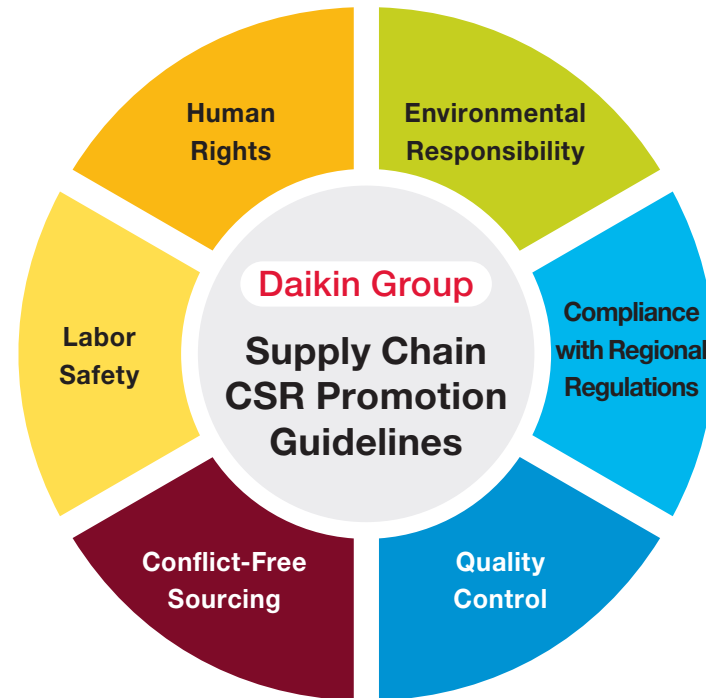 Human
Rights
Environmental
Responsibility
Daikin Group
Supply Chain
CSR Promotion
Guidelines
Labor
Safety
Compliance
with Regional
Regulations
Conflict-Free
Sourcing
Quality
Control